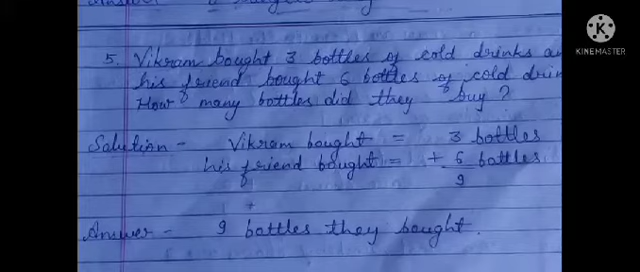 5. Vikram bought 3 bottles of cold drinks
his friend bought 6 bottles of cold
How many bottles did they buy ?
Solution - Vikram bought = 3 bottles
his friend bought = + 6 bottles
9
Answer - 9 bottles they bought.
K
KINEMASTER